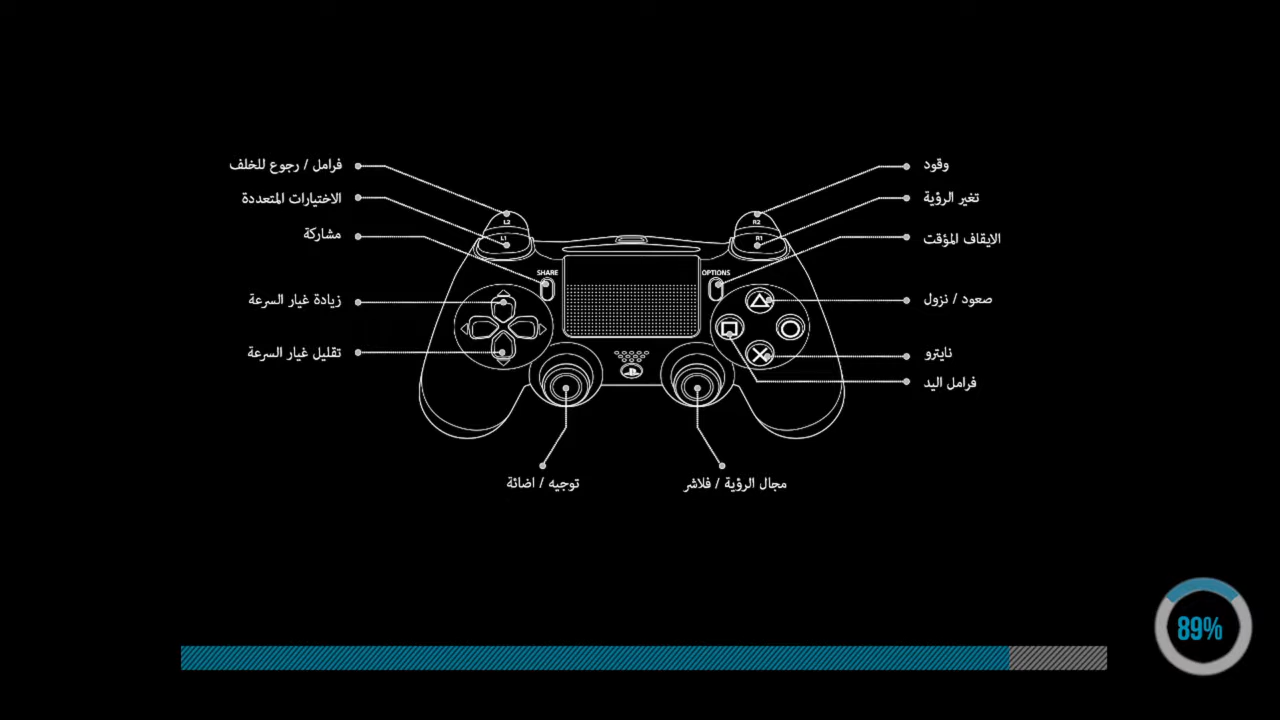 فرامل / رجوع للخلف
وقود
الاختيارات المتعددة
تغير الرؤية
مشاركة
الايقاف المؤقت
L2
R2
L1
R1
SHARE
OPTIONS
زيادة غيار السرعة
صعود / نزول
تقليل غيار السرعة
نايترو
فرامل اليد
توجيه / اضائة
مجال الرؤية / فلاشر
89%